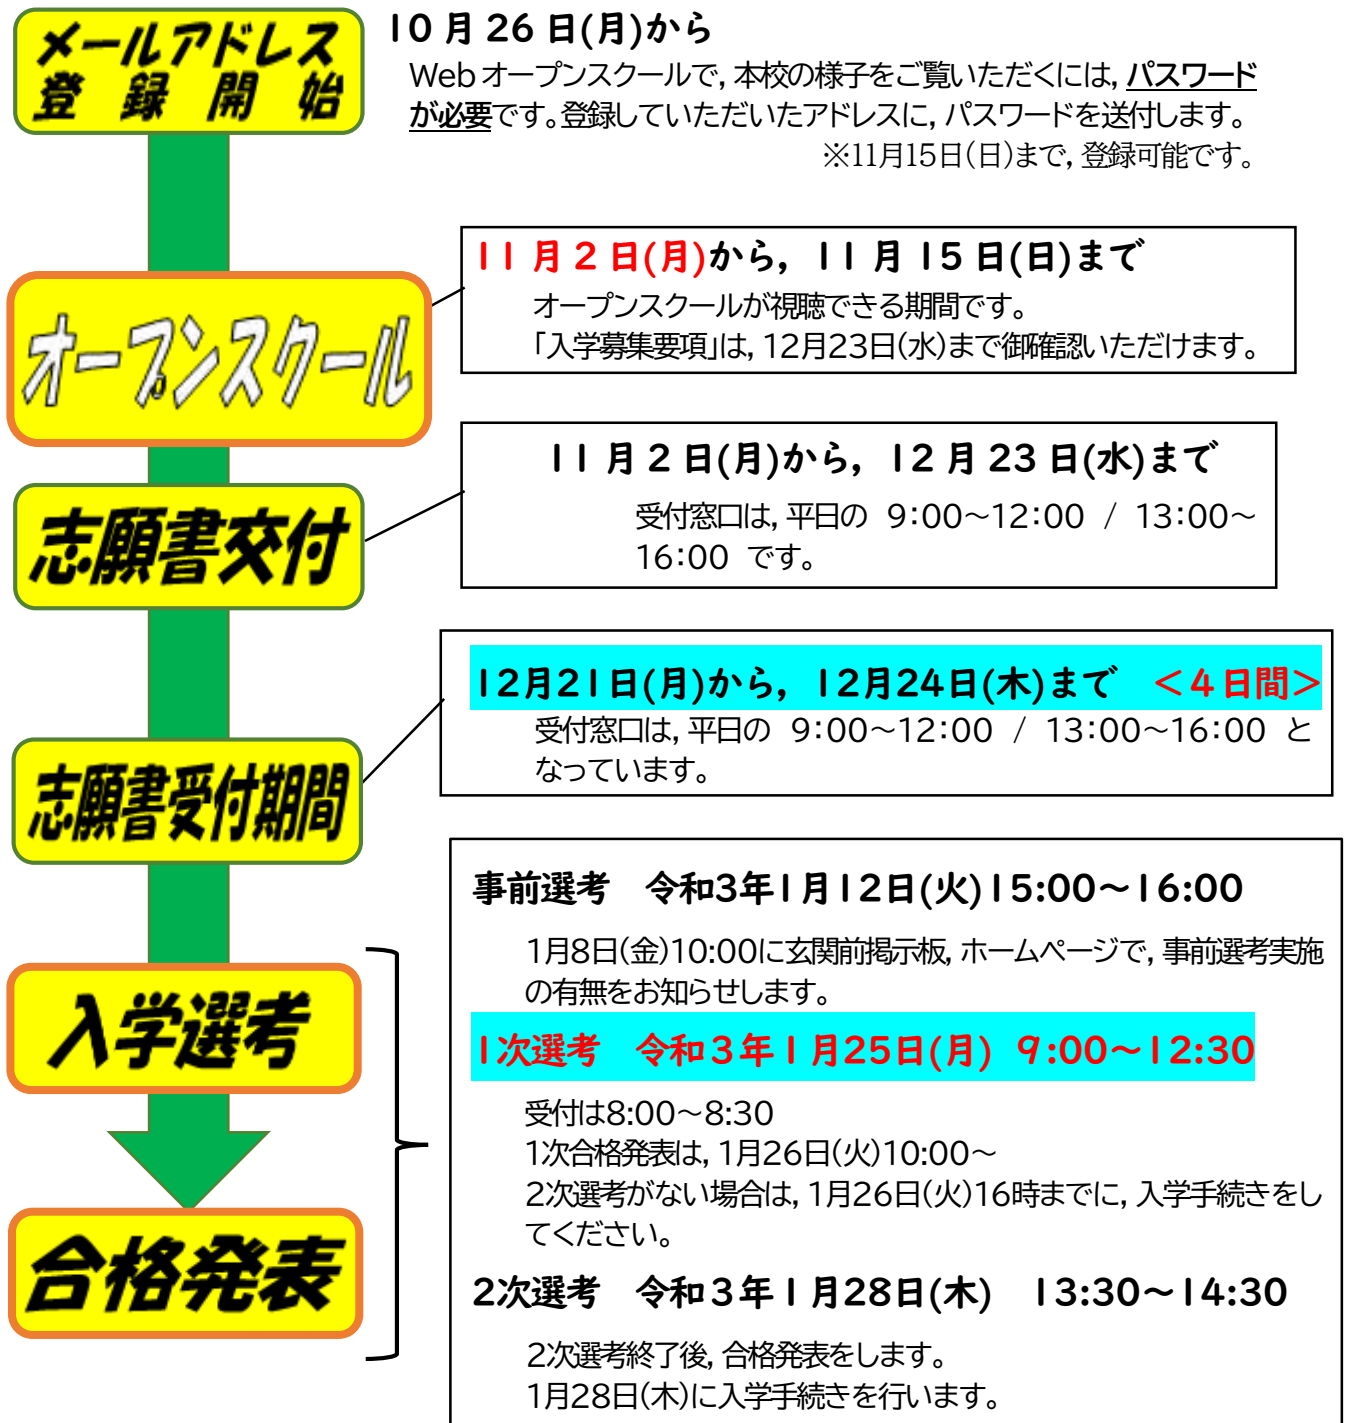 メールアドレス
登録開始
10月26日(月)から
Webオープンスクールで，本校の様子をご覧いただくには，パスワード
が必要です。登録していただいたアドレスに，パスワードを送付します。
※11月15日(日)まで，登録可能です。
オープンスクール
11月2日(月)から，11月15日(日)まで
オープンスクールが視聴できる期間です。
「入学募集要項」は，12月23日(水)まで御確認いただけます。
志願書交付
11月2日(月)から，12月23日(水)まで
受付窓口は，平日の 9：00～12：00 / 13：00～
16：00 です。
志願書受付期間
12月21日(月)から，12月24日(木)まで ＜4日間＞
受付窓口は，平日の 9：00～12：00 / 13：00～16：00 と
なっています。
入学選考
合格発表
事前選考 令和3年1月12日(火)15:00～16:00
1月8日(金)10:00に玄関前掲示板，ホームページで，事前選考実施
の有無をお知らせします。
1次選考 令和3年1月25日(月) 9:00～12:30
受付は8:00～8:30
1次合格発表は，1月26日(火)10:00～
2次選考がない場合は，1月26日(火)16時までに，入学手続きをし
てください。
2次選考 令和3年1月28日(木) 13:30～14:30
2次選考終了後，合格発表をします。
1月28日(木)に入学手続きを行います。